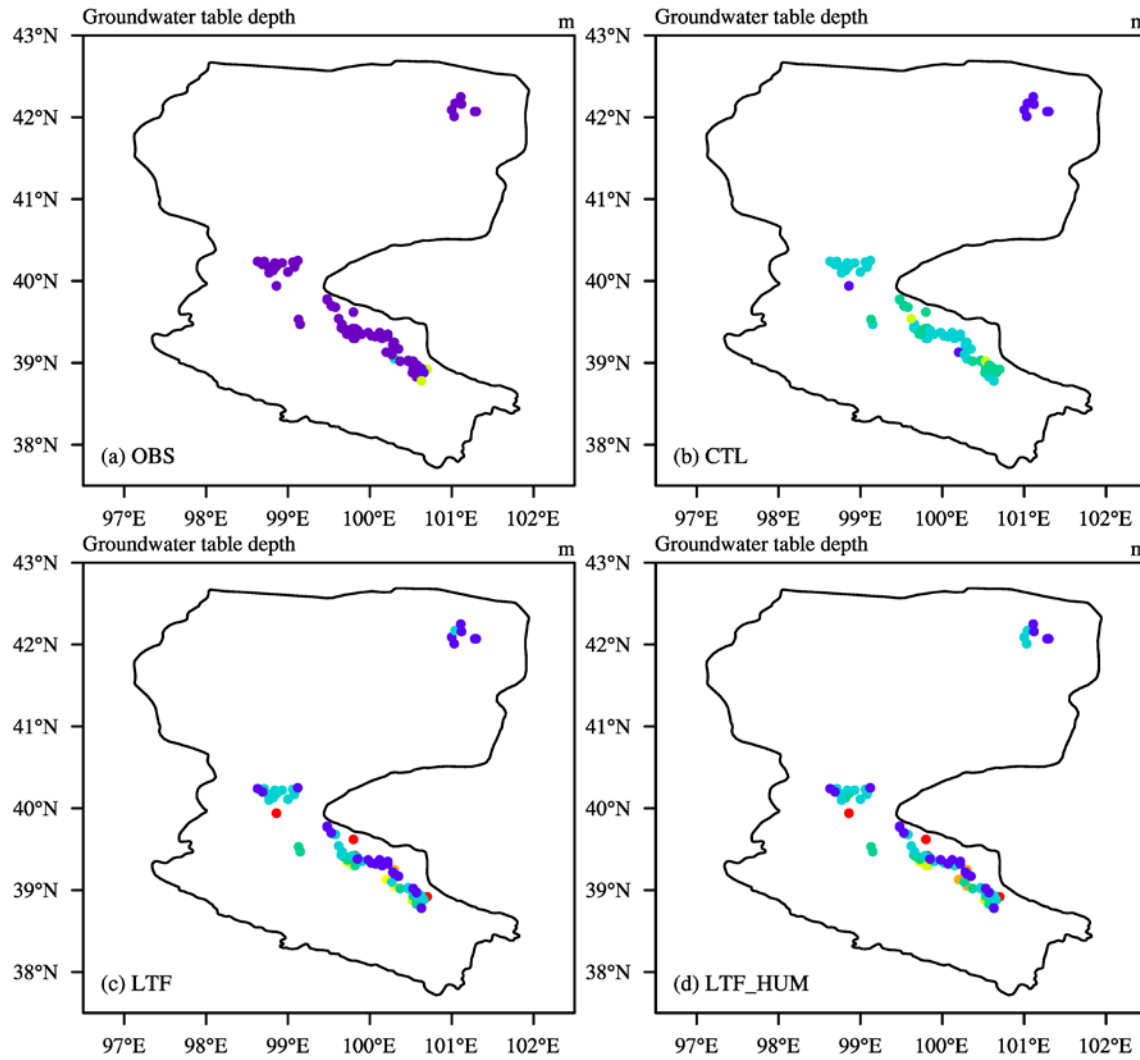 Groundwater table depth m
43°N
42°N
41°N
40°N
39°N
38°N
(a) OBS
97°E 98°E 99°E 100°E 101°E 102°E
Groundwater table depth m
43°N
42°N
41°N
40°N
39°N
38°N
(b) CTL
97°E 98°E 99°E 100°E 101°E 102°E
Groundwater table depth m
43°N
42°N
41°N
40°N
39°N
38°N
(c) LTF
97°E 98°E 99°E 100°E 101°E 102°E
Groundwater table depth m
43°N
42°N
41°N
40°N
39°N
38°N
(d) LTF_HUM
97°E 98°E 99°E 100°E 101°E 102°E